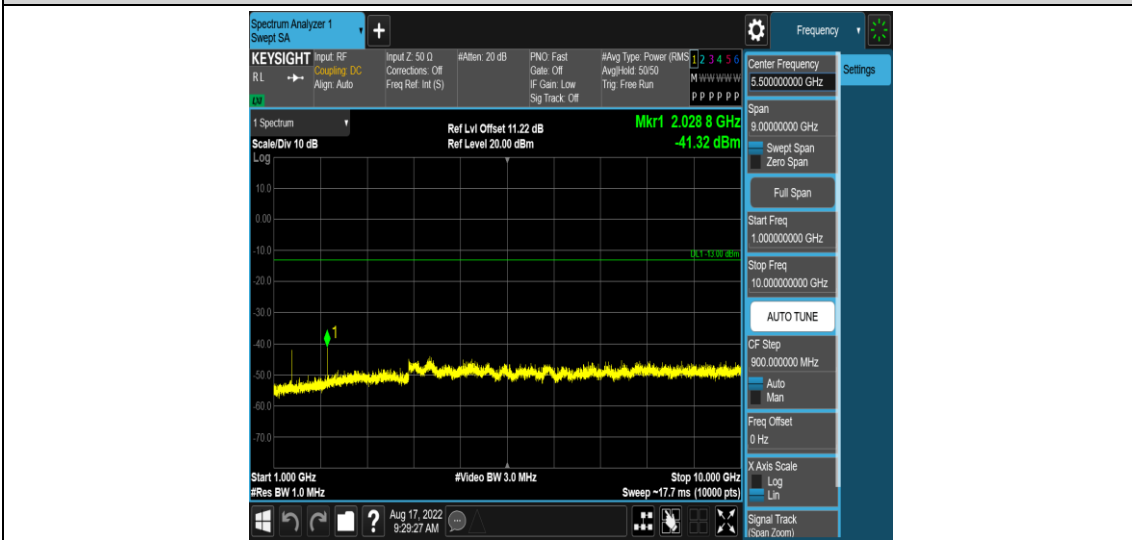 Spectrum Analyzer 1
Swept SA
+
Frequency
KEYSIGHT
RL
LXI
Input: RF
Coupling: DC
Align: Auto
Input Z: 50 Ω
Corrections: Off
Freq Ref: Int (S)
#Atten: 20 dB
PNO: Fast
Gate: Off
IF Gain: Low
Sig Track: Off
#Avg Type: Power (RMS
Avg|Hold: 50/50
Trig: Free Run
1 2 3 4 5 6
M W W W W W
P P P P P P
1 Spectrum
Scale/Div 10 dB
Log
Ref Lvl Offset 11.22 dB
Ref Level 20.00 dBm
Mkr1 2.028 8 GHz
-41.32 dBm
10.0
0.00
-10.0
-20.0
-30.0
-40.0
-50.0
-60.0
-70.0
DL1 -13.00 dBm
1
Start 1.000 GHz
#Res BW 1.0 MHz
#Video BW 3.0 MHz
Stop 10.000 GHz
Sweep ~17.7 ms (10000 pts)
Center Frequency
5.500000000 GHz
Settings
Span
9.00000000 GHz
Swept Span
Zero Span
Full Span
Start Freq
1.000000000 GHz
Stop Freq
10.000000000 GHz
AUTO TUNE
CF Step
900.000000 MHz
Auto
Man
Freq Offset
0 Hz
X Axis Scale
Log
Lin
Signal Track
(Span Zoom)
?
Aug 17, 2022
9:29:27 AM